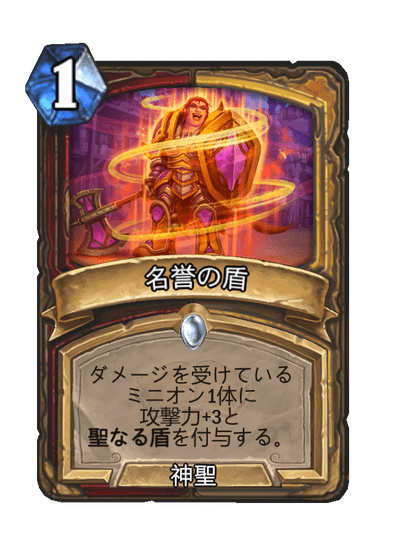 1
名誉の盾
ダメージを受けている
ミニオン1体に
攻撃力+3と
聖なる盾を付与する。
神聖